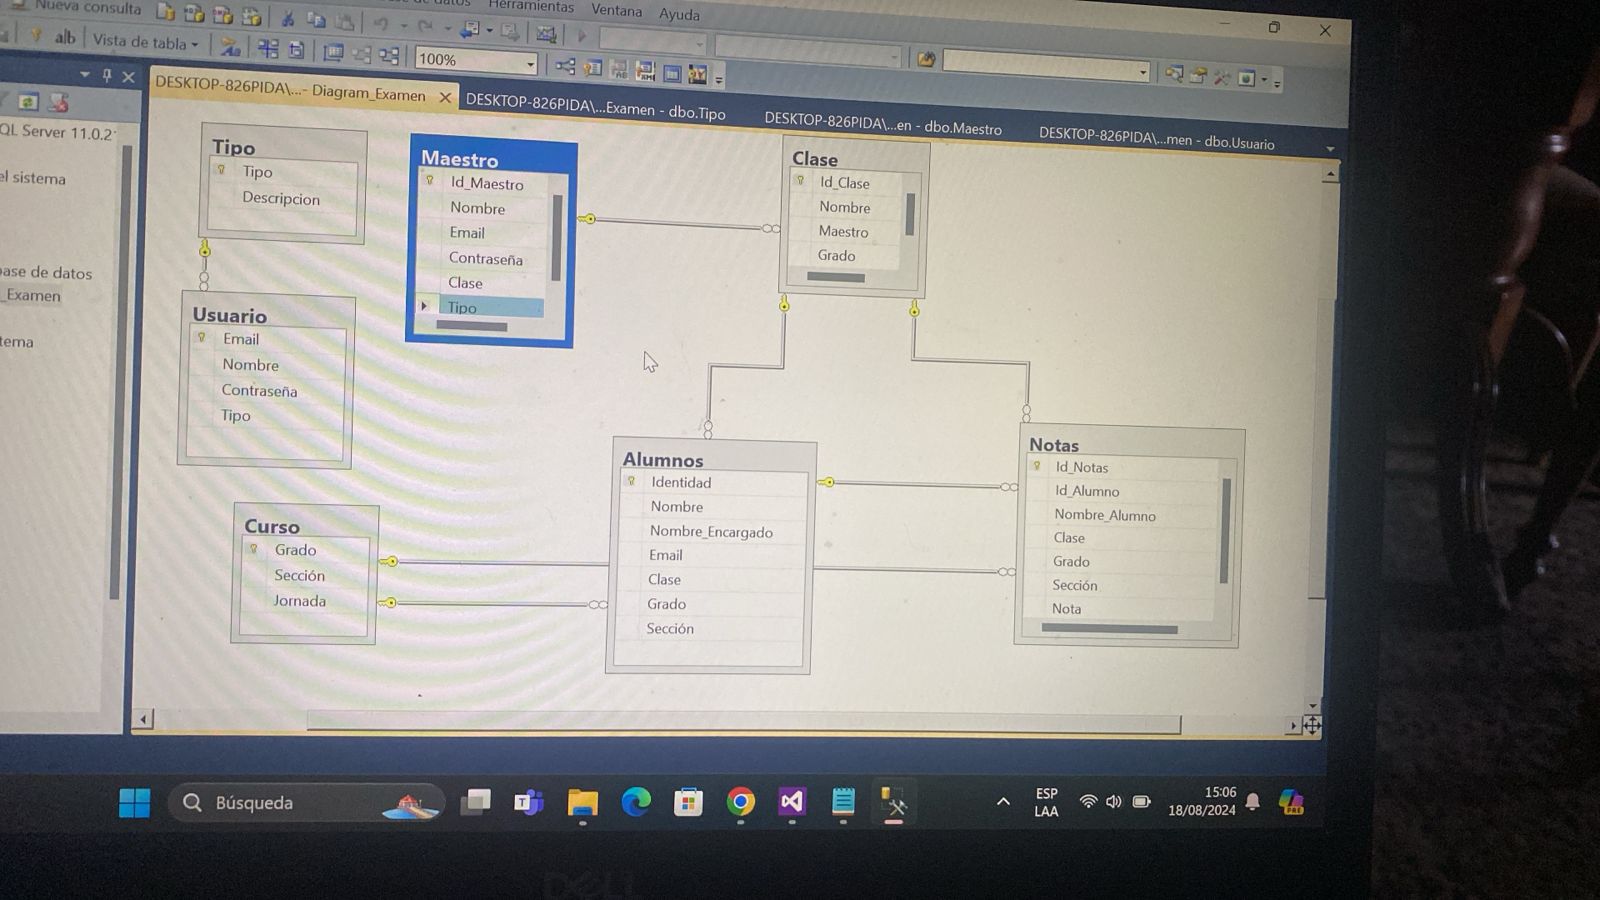 Nueva consulta
Herramientas
Ventana
Ayuda
alb
Vista de tabla
100%
DESKTOP-826PIDA\...- Diagram_Examen
DESKTOP-826PIDA\...Examen - dbo.Tipo
DESKTOP-826PIDA\...en - dbo.Maestro
DESKTOP-826PIDA\...men - dbo.Usuario
QL Server 11.0.2
el sistema
ase de datos
_Examen
tema
Tipo
Tipo
Descripcion
Maestro
Id_Maestro
Nombre
Email
Contraseña
Clase
Tipo
Clase
Id_Clase
Nombre
Maestro
Grado
Usuario
Email
Nombre
Contraseña
Tipo
Alumnos
Identidad
Nombre
Nombre_Encargado
Email
Clase
Grado
Sección
Notas
Id_Notas
Id_Alumno
Nombre_Alumno
Clase
Grado
Sección
Nota
Curso
Grado
Sección
Jornada
Búsqueda
ESP
LAA
15:06
18/08/2024
PRE
DELL